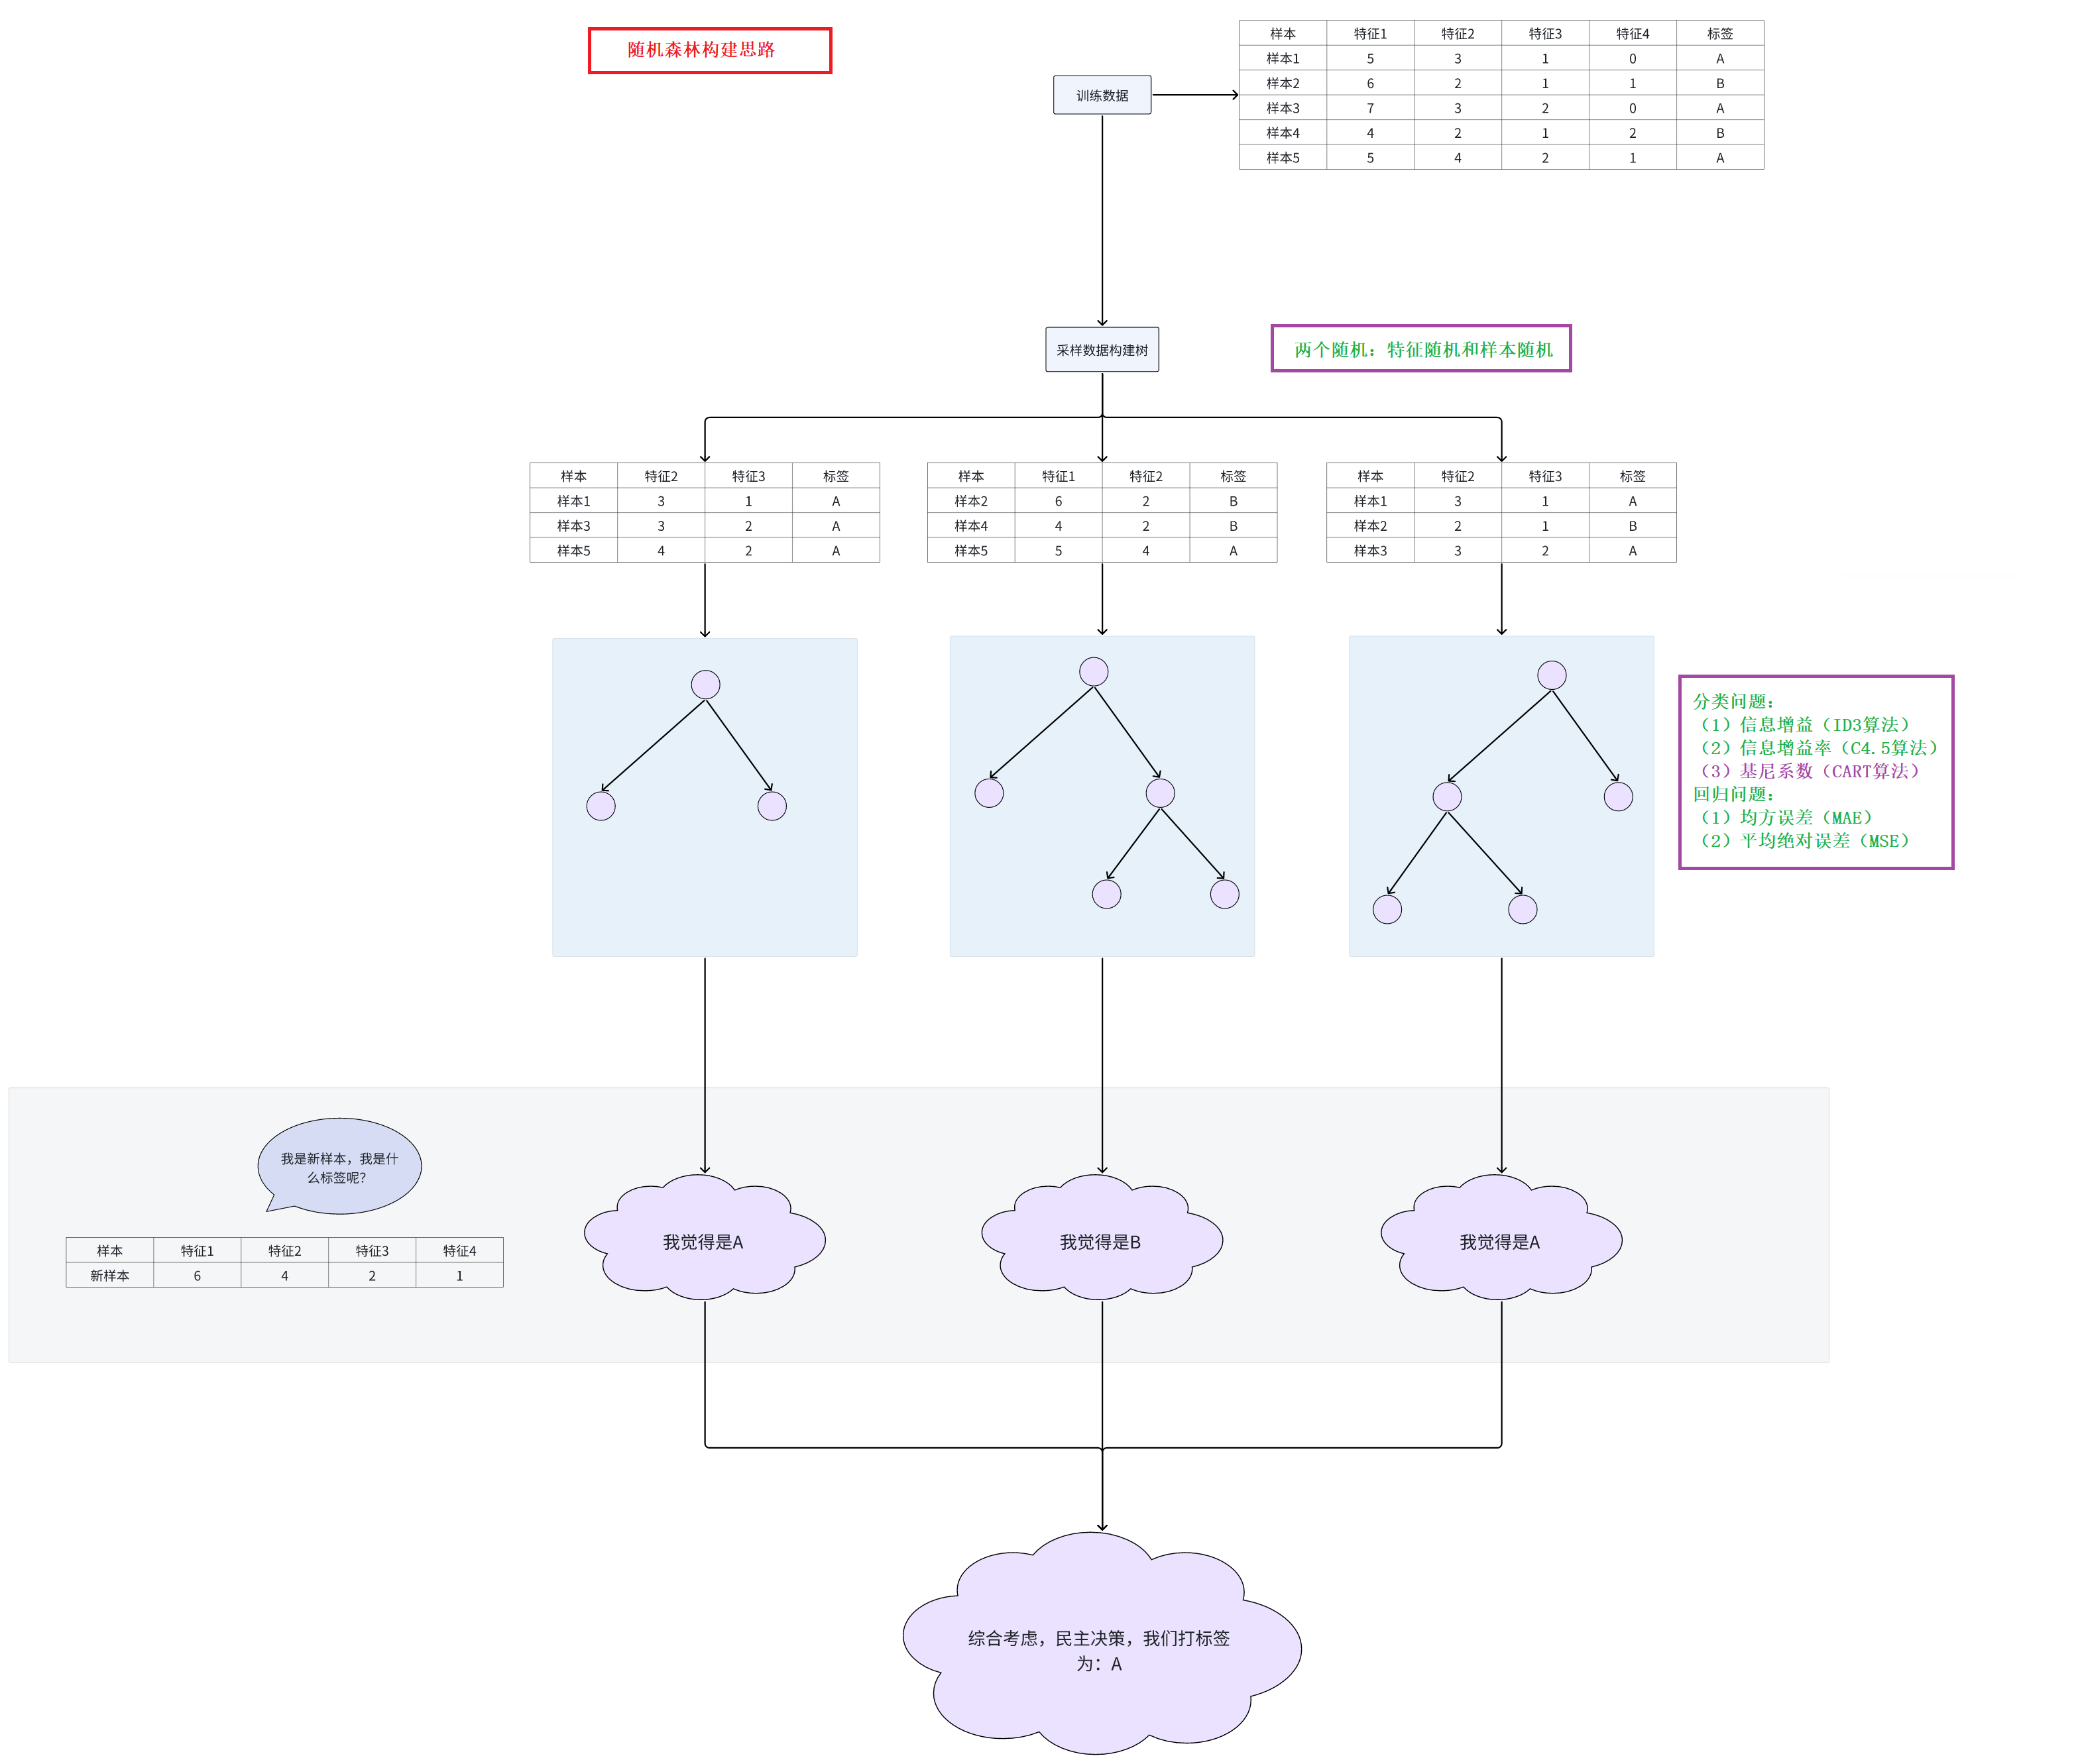 随机森林构建思路
训练数据
样本 特征1 特征2 特征3 特征4 标签
样本1 5 3 1 0 A
样本2 6 2 1 1 B
样本3 7 3 2 0 A
样本4 4 2 1 2 B
样本5 5 4 2 1 A
采样数据构建树
两个随机：特征随机和样本随机
样本 特征2 特征3 标签
样本1 3 1 A
样本3 3 2 A
样本5 4 2 A
样本 特征1 特征2 标签
样本2 6 2 B
样本4 4 2 B
样本5 5 4 A
样本 特征2 特征3 标签
样本1 3 1 A
样本2 2 1 B
样本3 3 2 A
分类问题：
（1）信息增益（ID3算法）
（2）信息增益率（C4.5算法）
（3）基尼系数（CART算法）
回归问题：
（1）均方误差（MAE）
（2）平均绝对误差（MSE）
我是新样本，我是什
么标签呢？
样本 特征1 特征2 特征3 特征4
新样本 6 4 2 1
我觉得是A
我觉得是B
我觉得是A
综合考虑，民主决策，我们打标签
为：A